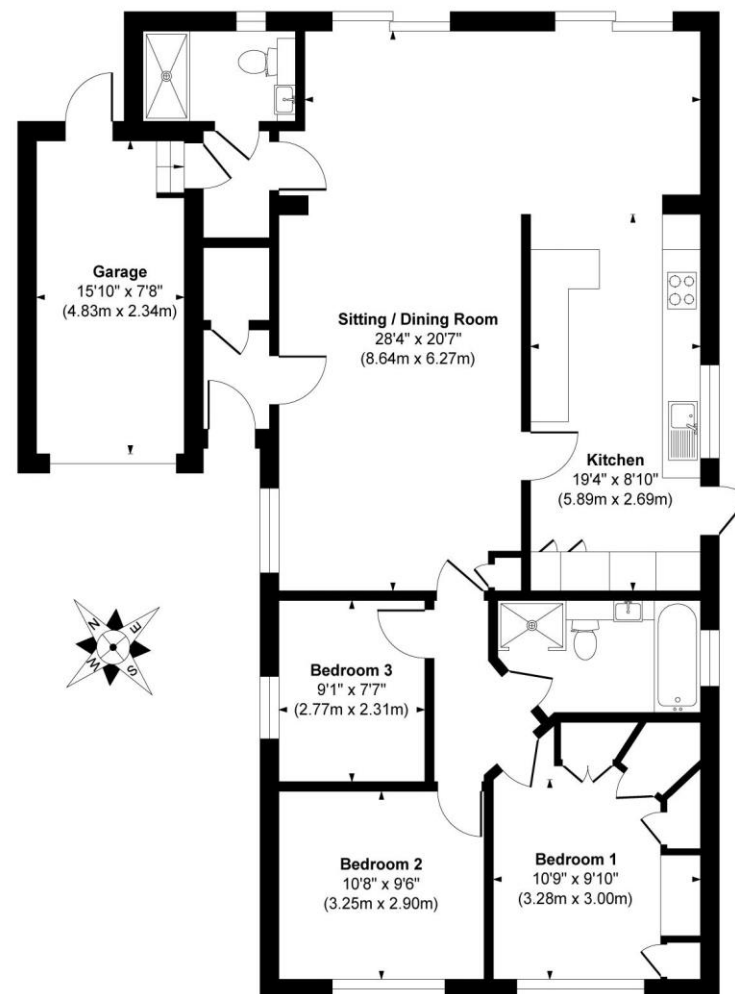 Garage
15'10" x 7'8"
(4.83m x 2.34m)
Sitting / Dining Room
28'4" x 20'7"
(8.64m x 6.27m)
Kitchen
19'4" x 8'10"
(5.89m x 2.69m)
N
E
W
S
Bedroom 3
9'1" x 7'7"
(2.77m x 2.31m)
Bedroom 2
10'8" x 9'6"
(3.25m x 2.90m)
Bedroom 1
10'9" x 9'10"
(3.28m x 3.00m)